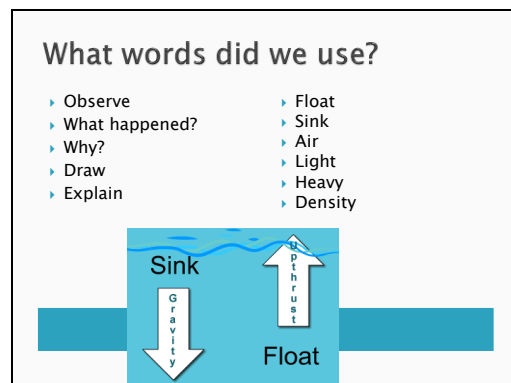 What words did we use?
Observe
What happened?
Why?
Draw
Explain
Float
Sink
Air
Light
Heavy
Density
Sink
Gravity
Upthrust
Float